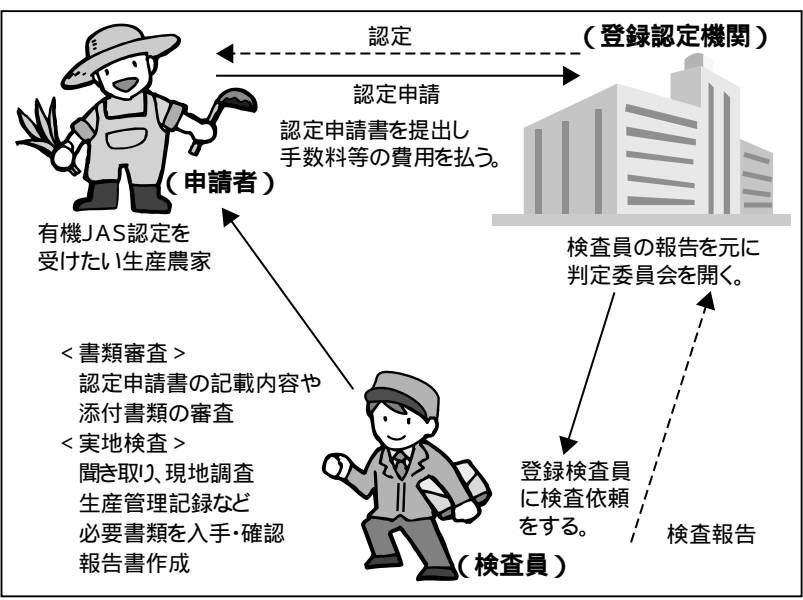 認定
(登録認定機関)
認定申請
認定申請書を提出し
手数料等の費用を払う。
(申請者)
有機JAS認定を
受けたい生産農家
検査員の報告を元に
判定委員会を開く。
<書類審査>
認定申請書の記載内容や
添付書類の審査
<実地検査>
聞き取り、現地調査
生産管理記録など
必要書類を入手・確認
報告書作成
登録検査員
に検査依頼
をする。
検査報告
(検査員)